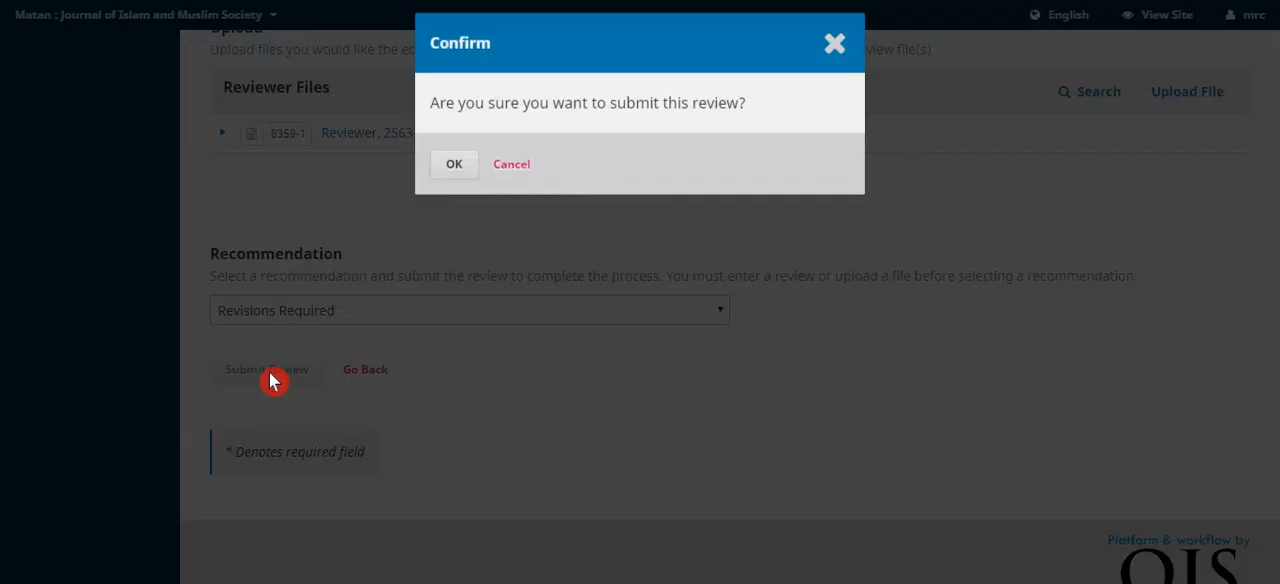 Matan : Journal of Islam and Muslim Society
English
View Site
mrc
Upload
Upload files you would like the
view file(s).
Confirm
Are you sure you want to submit this review?
OK
Cancel
Reviewer Files
Search
Upload File
8359-1
Reviewer, 2563-
Recommendation
Select a recommendation and submit the review to complete the process. You must enter a review or upload a file before selecting a recommendation.
Revisions Required
Submit Review
Go Back
* Denotes required field
Platform & workflow by
OJS